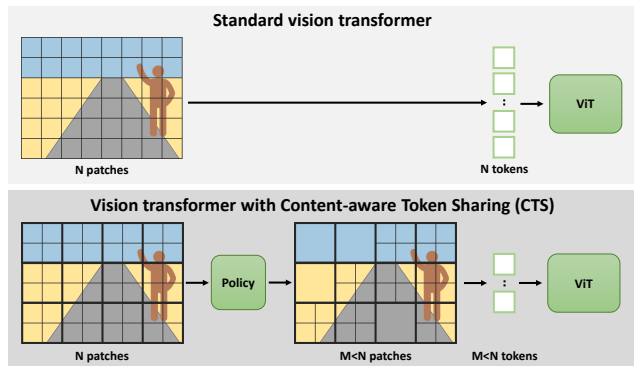 Standard vision transformer
ViT
N patches
N tokens
Vision transformer with Content-aware Token Sharing (CTS)
Policy
ViT
N patches
M<N patches
M<N tokens